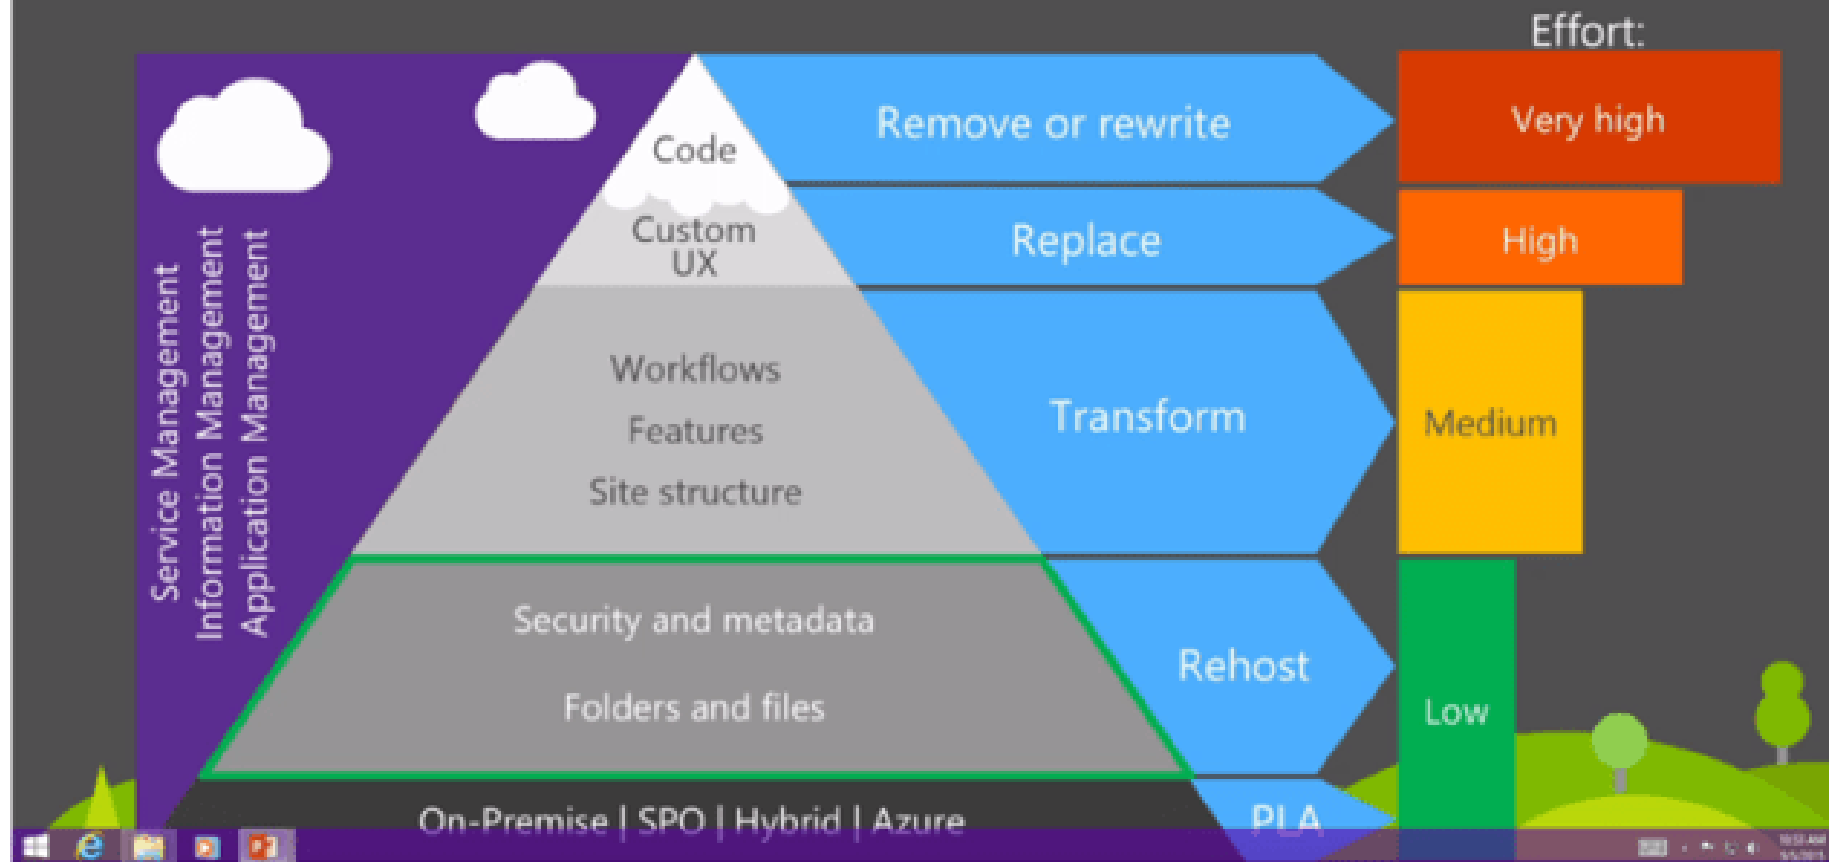 Effort:
Code
Remove or rewrite
Very high
Custom
UX
Replace
High
Service Management
Information Management
Application Management
Workflows
Features
Site structure
Transform
Medium
Security and metadata
Folders and files
Rehost
Low
On-Premise | SPO | Hybrid | Azure
PLA